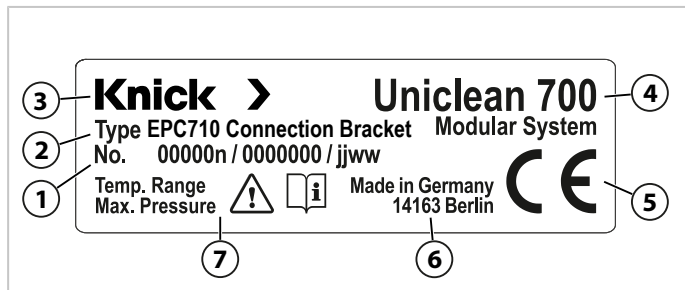 Knick >
Uniclean 700
Type EPC710 Connection Bracket
Modular System
No. 00000n / 0000000 / jjww
Temp. Range
Max. Pressure
Made in Germany
14163 Berlin
CE
1
2
3
4
5
6
7